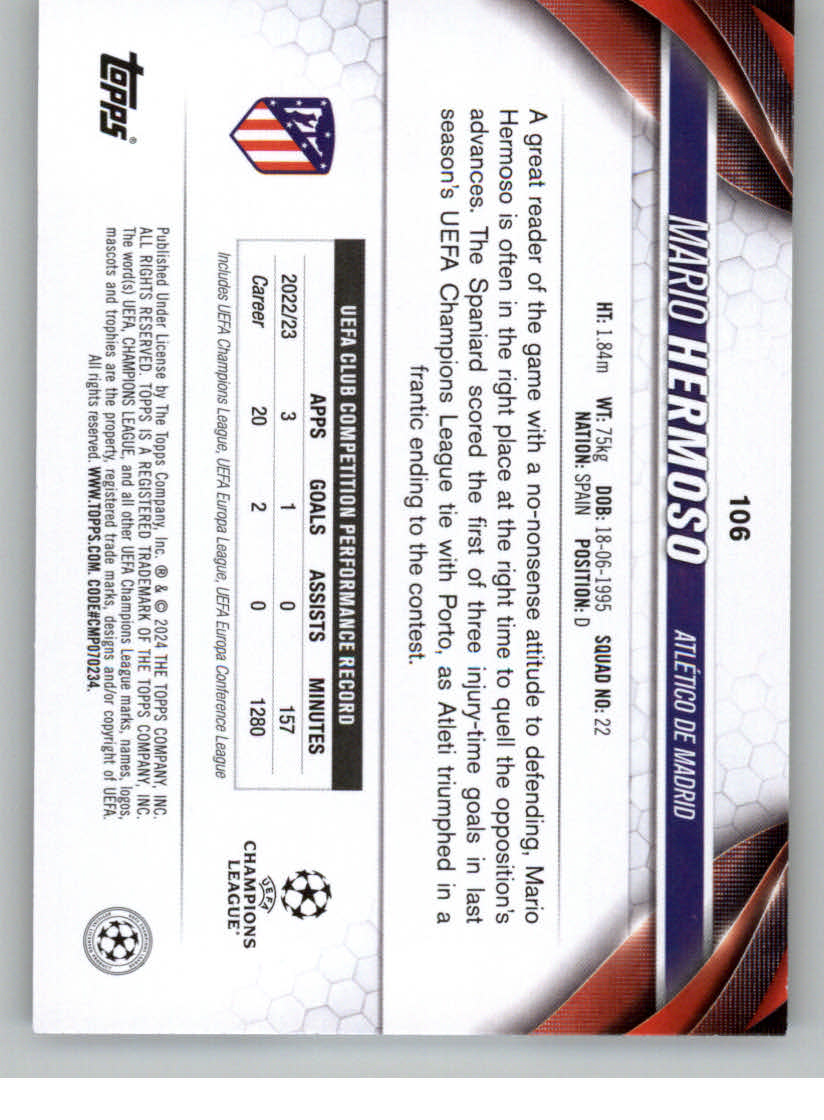 106
MARIO HERMOSO ATLÉTICO DE MADRID
HT: 1.84m WT: 75kg DOB: 18-06-1995 SQUAD NO: 22
NATION: SPAIN POSITION: D
A great reader of the game with a no-nonsense attitude to defending, Mario
Hermoso is often in the right place at the right time to quell the opposition's
advances. The Spaniard scored the first of three injury-time goals in last
season's UEFA Champions League tie with Porto, as Atleti triumphed in a
frantic ending to the contest.
UEFA CLUB COMPETITION PERFORMANCE RECORD
APPS GOALS ASSISTS MINUTES
2022/23 3 1 0 157
Career 20 2 0 1280
Includes UEFA Champions League, UEFA Europa League, UEFA Europa Conference League
UEFA
CHAMPIONS
LEAGUE®
topps®
Published Under License by The Topps Company, Inc. ® & © 2024 THE TOPPS COMPANY, INC.
ALL RIGHTS RESERVED. TOPPS IS A REGISTERED TRADEMARK OF THE TOPPS COMPANY, INC.
The word(s) UEFA, CHAMPIONS LEAGUE, and all other UEFA Champions League marks, names, logos,
mascots and trophies are the property, registered trade marks, designs and/or copyright of UEFA.
All rights reserved. WWW.TOPPS.COM. CODE#CMP070234.